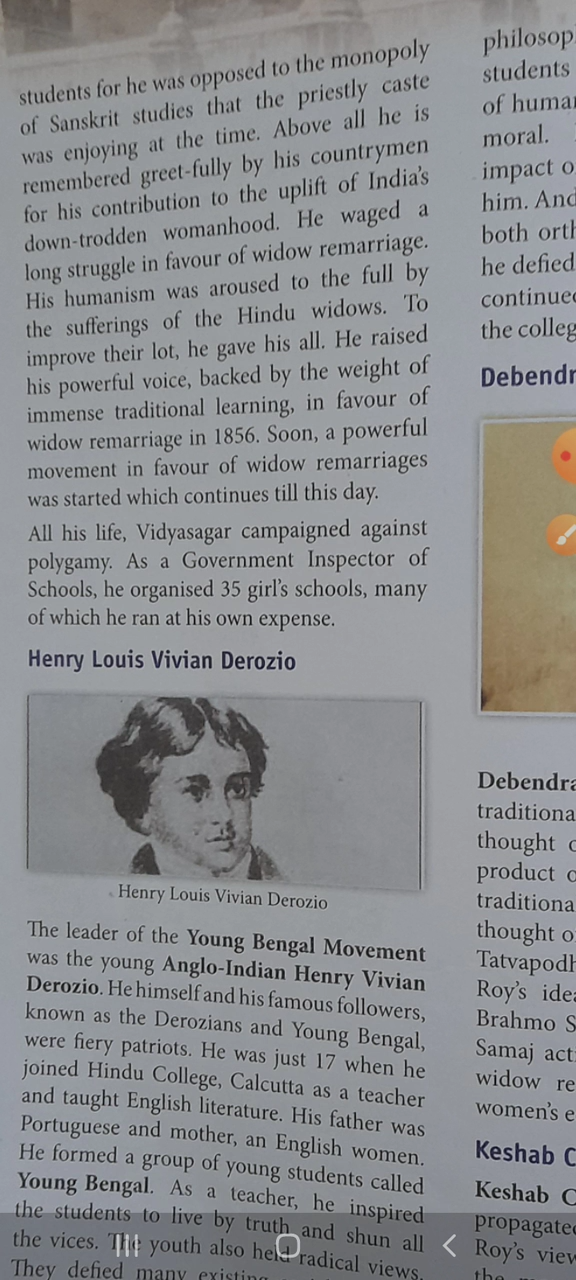 students for he was opposed to the monopoly
of Sanskrit studies that the priestly caste
was enjoying at the time. Above all he is
remembered greet-fully by his countrymen
for his contribution to the uplift of India's
down-trodden womanhood. He waged a
long struggle in favour of widow remarriage.
His humanism was aroused to the full by
the sufferings of the Hindu widows. To
improve their lot, he gave his all. He raised
his powerful voice, backed by the weight of
immense traditional learning, in favour of
widow remarriage in 1856. Soon, a powerful
movement in favour of widow remarriages
was started which continues till this day.
All his life, Vidyasagar campaigned against
polygamy. As a Government Inspector of
Schools, he organised 35 girl's schools, many
of which he ran at his own expense.
Henry Louis Vivian Derozio
Henry Louis Vivian Derozio
The leader of the Young Bengal Movement
was the young Anglo-Indian Henry Vivian
Derozio. He himself and his famous followers,
known as the Derozians and Young Bengal,
were fiery patriots. He was just 17 when he
joined Hindu College, Calcutta as a teacher
and taught English literature. His father was
Portuguese and mother, an English women.
He formed a group of young students called
Young Bengal. As a teacher, he inspired
the students to live by truth and shun all
the vices. The youth also held radical views.
They defied many existing
philosop
students
of huma
moral.
impact o
him. And
both orth
he defied
continued
the colleg
Debendr
Debendra
traditiona
thought o
product o
traditiona
thought o
Tatvapodh
Roy's idea
Brahmo S
Samaj acti
widow re
women's e
Keshab C
Keshab C
propagated
Roy's view